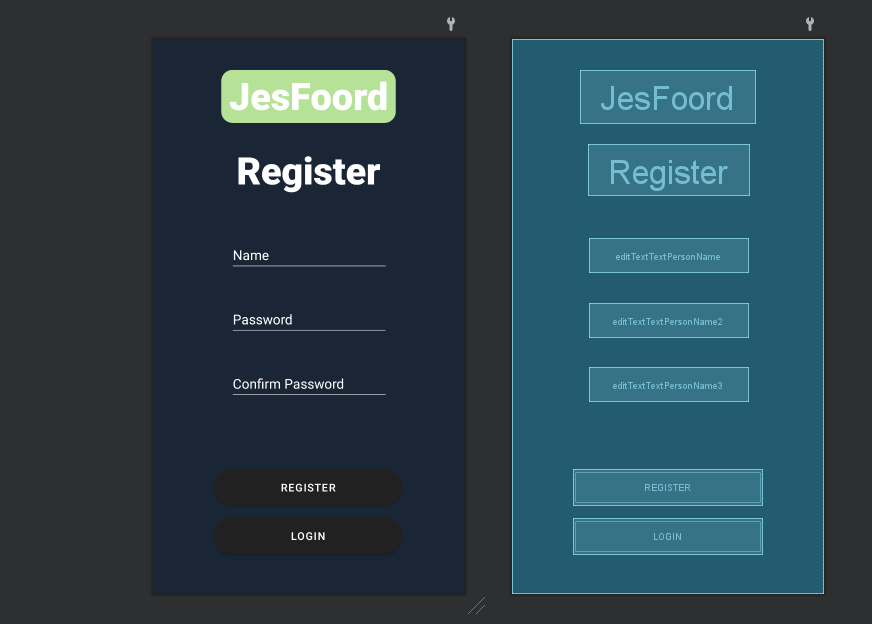 JesFoord
Register
Name
Password
Confirm Password
REGISTER
LOGIN
JesFoord
Register
editTextTextPersonName
editTextTextPersonName2
editTextTextPersonName3
REGISTER
LOGIN